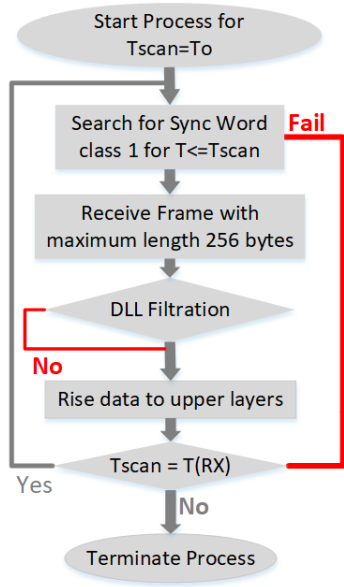 Start Process for
Tscan=To
Search for Sync Word
class 1 for T<=Tscan
Fail
Receive Frame with
maximum length 256 bytes
DLL Filtration
No
Rise data to upper layers
Tscan = T(RX)
Yes
No
Terminate Process